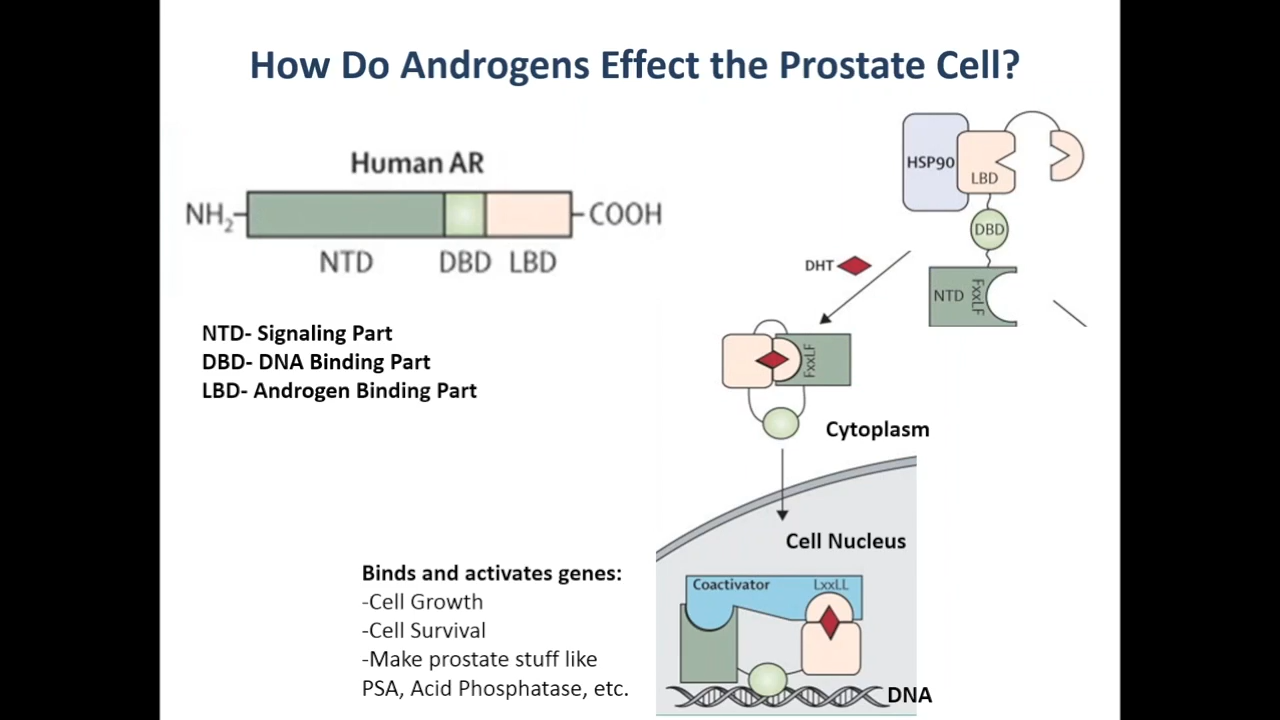 How Do Androgens Effect the Prostate Cell?
Human AR
NH2
COOH
NTD DBD LBD
NTD- Signaling Part
DBD- DNA Binding Part
LBD- Androgen Binding Part
HSP90
LBD
DBD
NTD
FxxLF
DHT
FxxLF
Cytoplasm
Cell Nucleus
Coactivator
LxxLL
DNA
Binds and activates genes:
-Cell Growth
-Cell Survival
-Make prostate stuff like
PSA, Acid Phosphatase, etc.